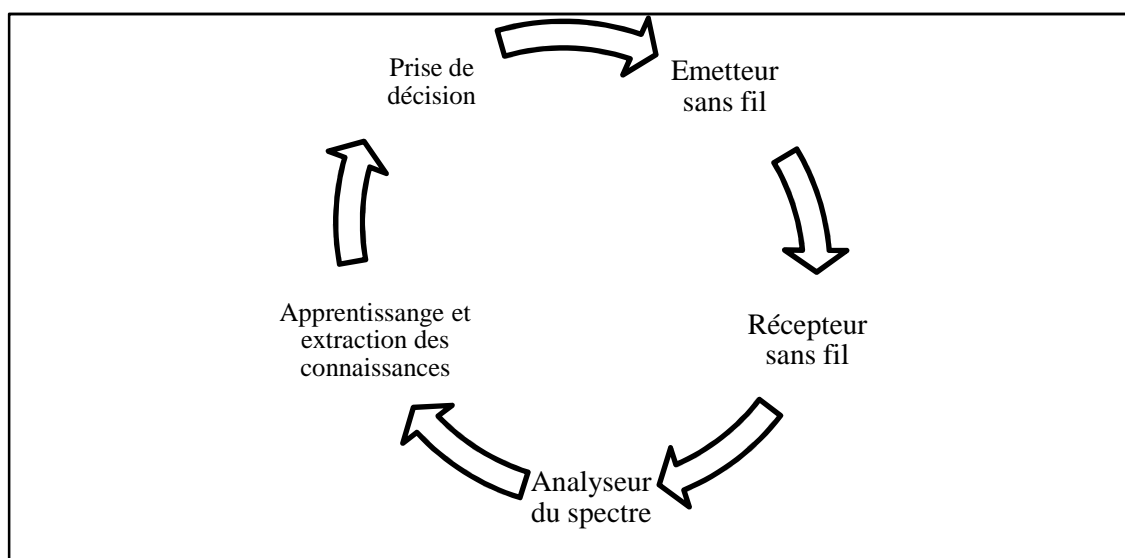 Prise de
décision
Emetteur
sans fil
Récepteur
sans fil
Analyseur
du spectre
Apprentissange et
extraction des
connaissances